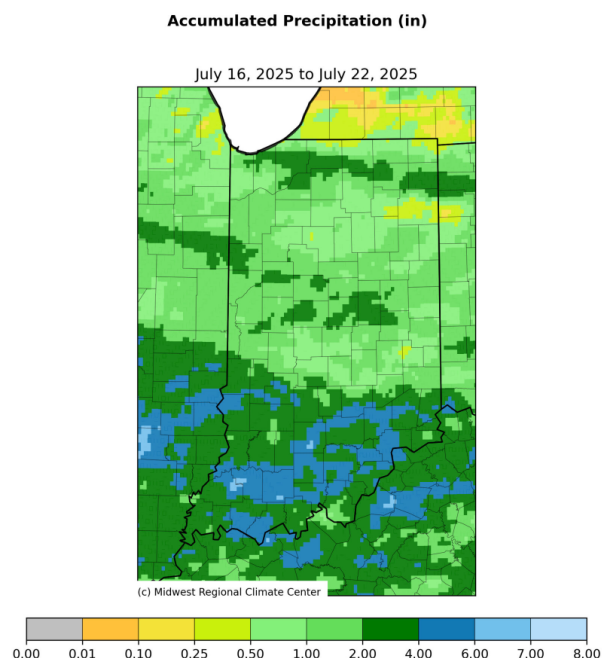 Accumulated Precipitation (in)
July 16, 2025 to July 22, 2025
(c) Midwest Regional Climate Center
0.00 0.01 0.10 0.25 0.50 1.00 2.00 4.00 6.00 7.00 8.00